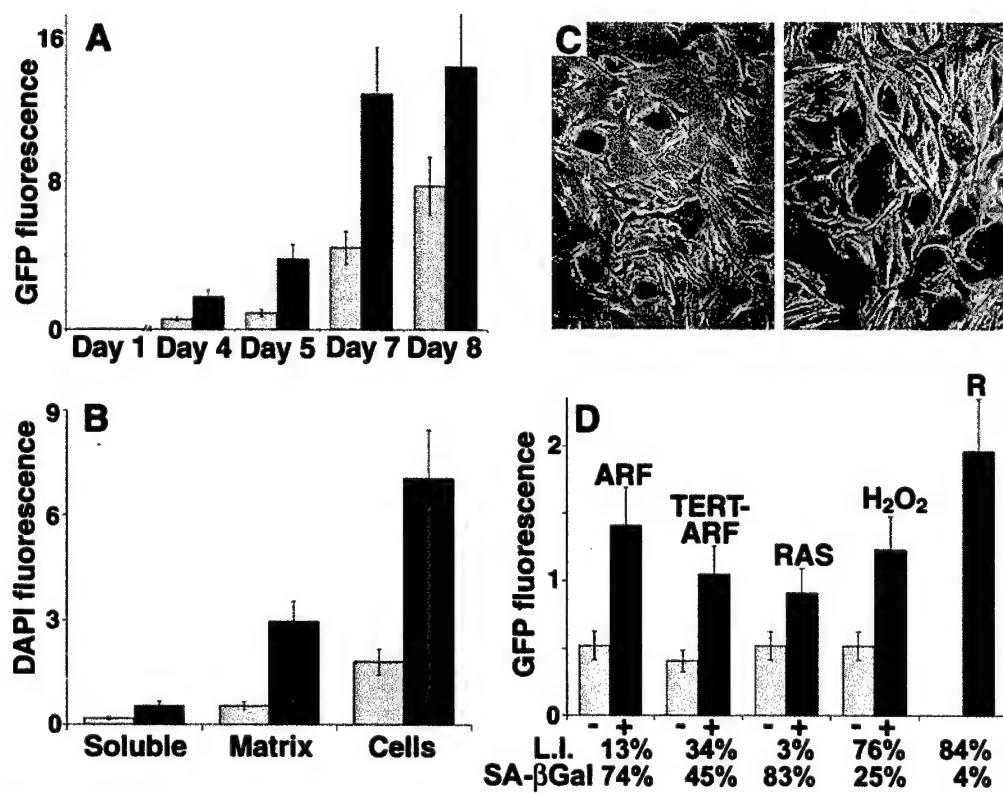 A
16
8
0
GFP fluorescence
Day 1 Day 4 Day 5 Day 7 Day 8
B
9
6
3
0
DAPI fluorescence
Soluble Matrix Cells
C
D
2
1
0
GFP fluorescence
ARF
TERT-
ARF
RAS
H₂O₂
R
- + - + - + - +
L.I. 13% 34% 3% 76% 84%
SA-βGal 74% 45% 83% 25% 4%